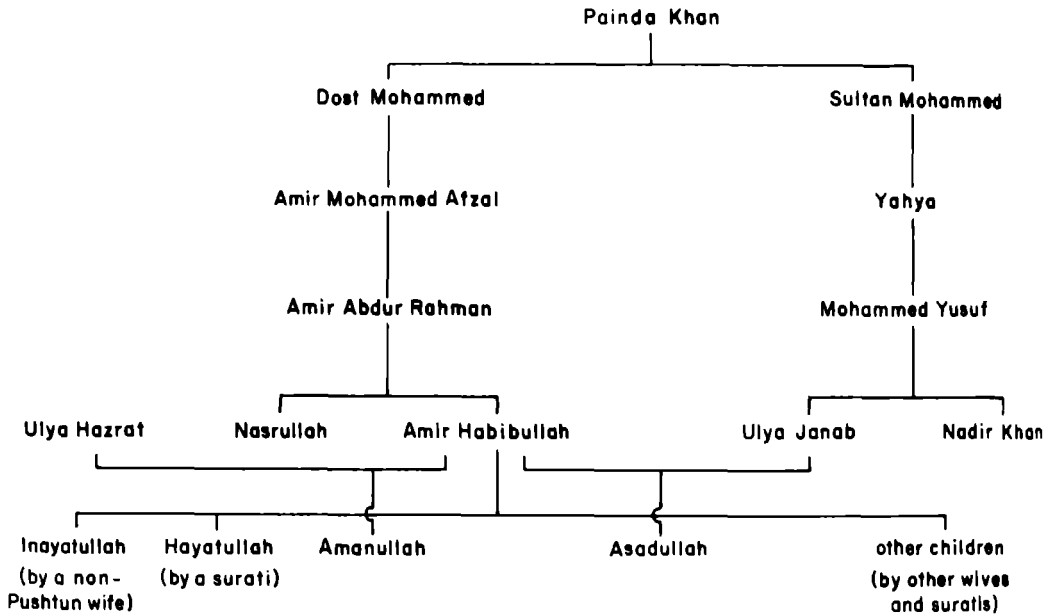 Painda Khan
Dost Mohammed
Sultan Mohammed
Amir Mohammed Afzal
Yahya
Amir Abdur Rahman
Mohammed Yusuf
Ulya Hazrat
Nasrullah
Amir Habibullah
Ulya Janab
Nadir Khan
Inayatullah
(by a non-
Pushtun wife)
Hayatullah
(by a surati)
Amanullah
Asadullah
other children
(by other wives
and suratis)